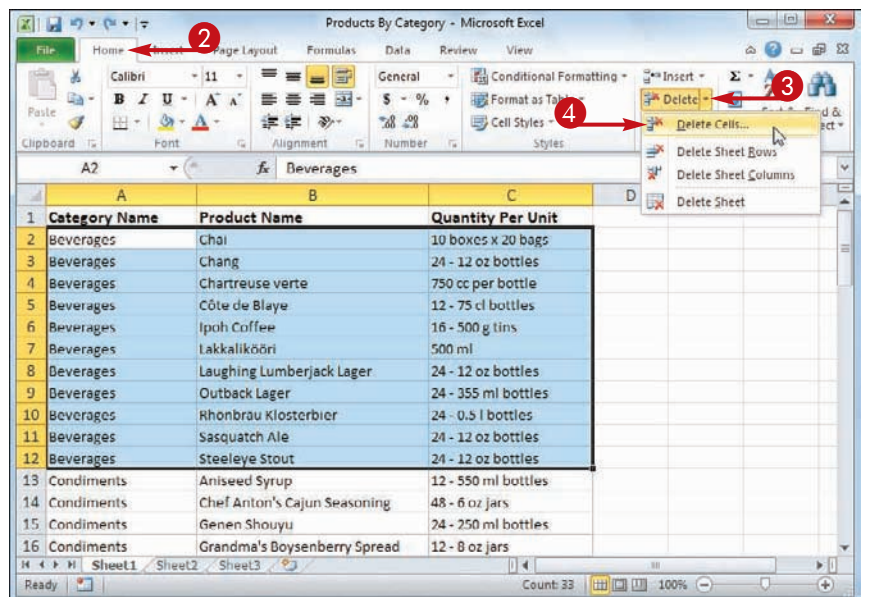 Products By Category - Microsoft Excel
File Home Insert Page Layout Formulas Data Review View
2
Paste
Calibri 11
B I U A A
Clipboard Font Alignment Number Styles
General
$ % ,
Conditional Formatting
Format as Table
Cell Styles
Insert
Delete
Σ
3
4
Delete Cells...
Delete Sheet Rows
Delete Sheet Columns
Delete Sheet
A2 fx Beverages
A B C D
1 Category Name Product Name Quantity Per Unit
2 Beverages Chai 10 boxes x 20 bags
3 Beverages Chang 24 - 12 oz bottles
4 Beverages Chartreuse verte 750 cc per bottle
5 Beverages Côte de Blaye 12 - 75 cl bottles
6 Beverages Ipoh Coffee 16 - 500 g tins
7 Beverages Lakkalikööri 500 ml
8 Beverages Laughing Lumberjack Lager 24 - 12 oz bottles
9 Beverages Outback Lager 24 - 355 ml bottles
10 Beverages Rhönbräu Klosterbier 24 - 0.5 l bottles
11 Beverages Sasquatch Ale 24 - 12 oz bottles
12 Beverages Steeleye Stout 24 - 12 oz bottles
13 Condiments Aniseed Syrup 12 - 550 ml bottles
14 Condiments Chef Anton's Cajun Seasoning 48 - 6 oz jars
15 Condiments Genen Shouyu 24 - 250 ml bottles
16 Condiments Grandma's Boysenberry Spread 12 - 8 oz jars
Sheet1 Sheet2 Sheet3
Ready Count: 33 100%